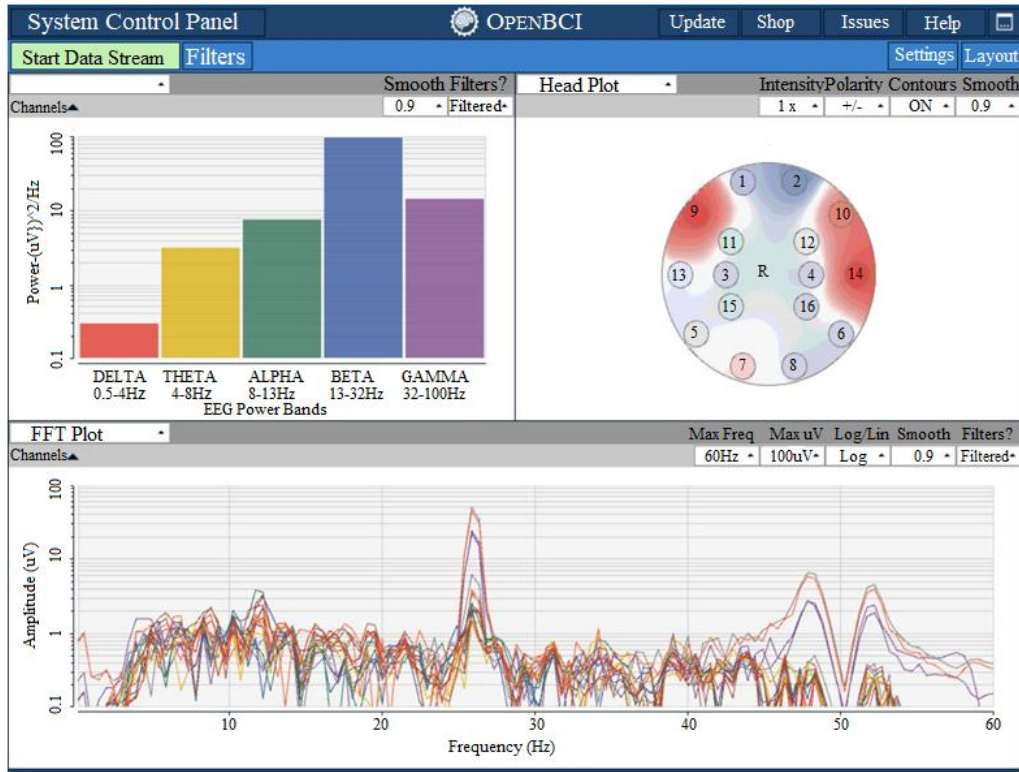 System Control Panel OPENBCI Update Shop Issues Help
Start Data Stream Filters Settings Layout
Smooth Filters?
Channels 0.9 Filtered
Head Plot Intensity Polarity Contours Smooth
1 x +/- ON 0.9
Power-(uV})^2/Hz
100
10
1
0.1
DELTA THETA ALPHA BETA GAMMA
0.5-4Hz 4-8Hz 8-13Hz 13-32Hz 32-100Hz
EEG Power Bands
1 2
9 10
11 12
13 3 R 4 14
15 16
5 6
7 8
FFT Plot Max Freq Max uV Log/Lin Smooth Filters?
Channels 60Hz 100uV Log 0.9 Filtered
Amplitude (uV)
100
10
1
0.1
10 20 30 40 50 60
Frequency (Hz)